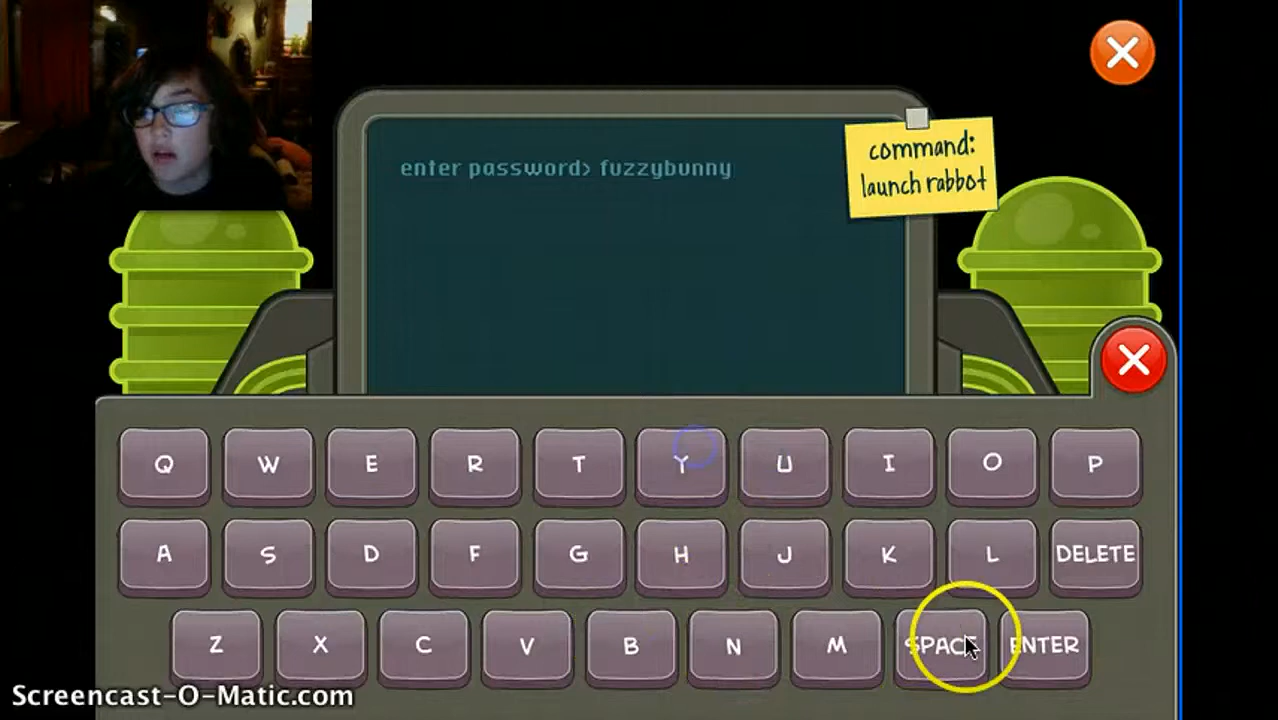 enter password> fuzzybunny
command:
launch rabbot
Q W E R T Y U I O P
A S D F G H J K L DELETE
Z X C V B N M SPACE ENTER
Screencast-O-Matic.com